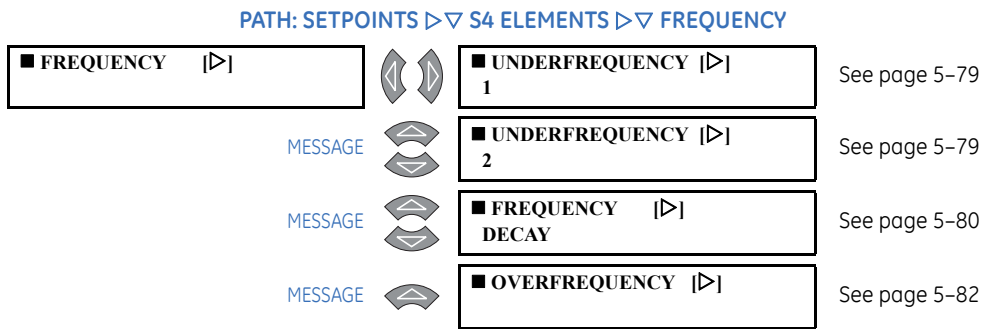 PATH: SETPOINTS ▷▽ S4 ELEMENTS ▷▽ FREQUENCY
■ FREQUENCY [▷]
■ UNDERFREQUENCY [▷]
1
See page 5–79
MESSAGE
■ UNDERFREQUENCY [▷]
2
See page 5–79
MESSAGE
■ FREQUENCY [▷]
DECAY
See page 5–80
MESSAGE
■ OVERFREQUENCY [▷]
See page 5–82